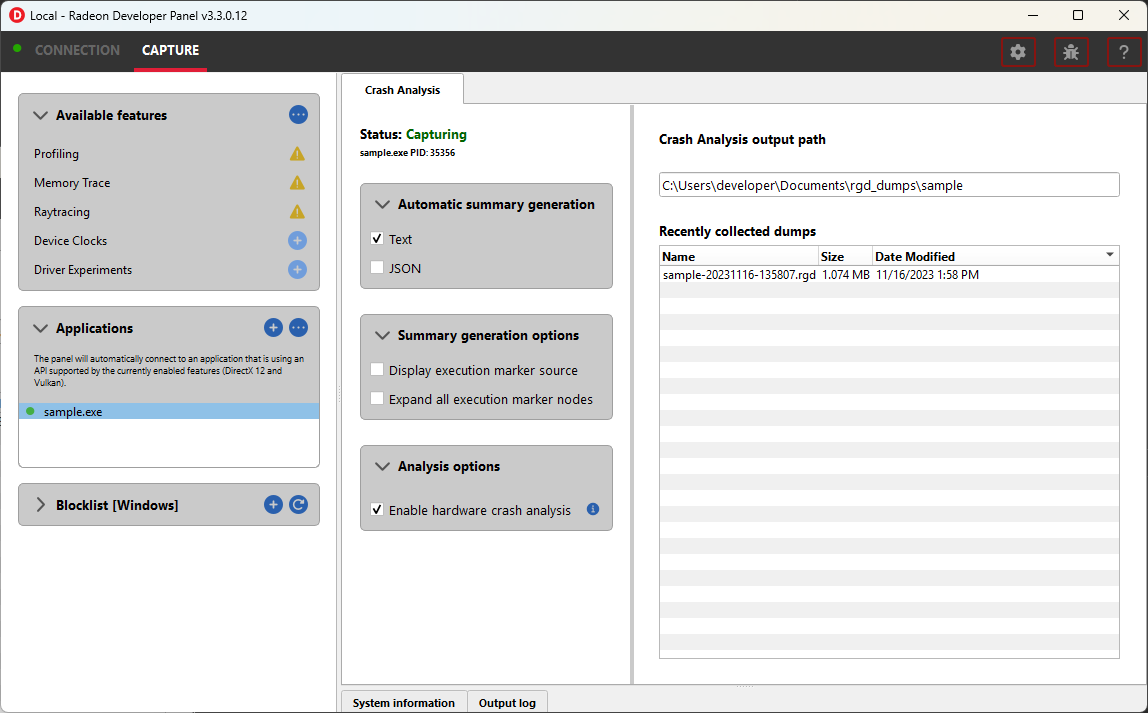 D Local - Radeon Developer Panel v3.3.0.12
CONNECTION CAPTURE ?
Available features
Profiling
Memory Trace
Raytracing
Device Clocks
Driver Experiments
Applications
The panel will automatically connect to an application that is using an
API supported by the currently enabled features (DirectX 12 and
Vulkan).
sample.exe
Blocklist [Windows]
Crash Analysis
Status: Capturing
sample.exe PID: 35356
Automatic summary generation
Text
JSON
Summary generation options
Display execution marker source
Expand all execution marker nodes
Analysis options
Enable hardware crash analysis i
Crash Analysis output path
C:\Users\developer\Documents\rgd_dumps\sample
Recently collected dumps
Name Size Date Modified
sample-20231116-135807.rgd 1.074 MB 11/16/2023 1:58 PM
System information Output log